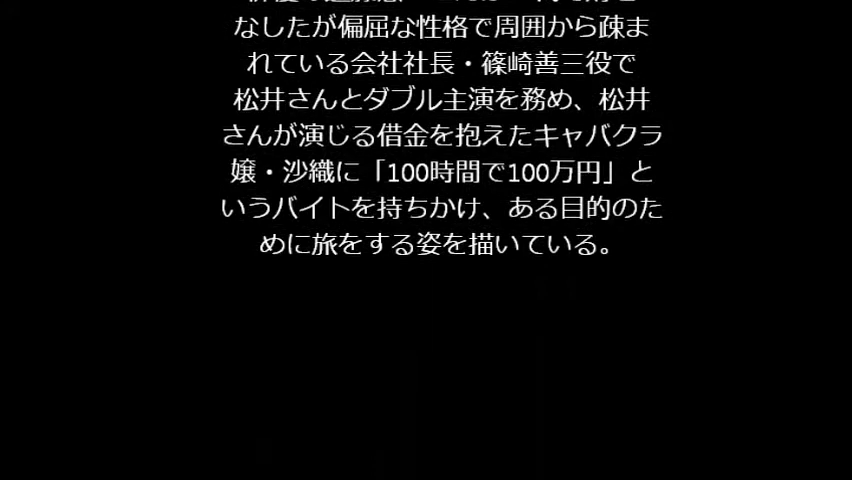 なしたが偏屈な性格で周囲から疎ま
れている会社社長・篠崎善三役で
松井さんとダブル主演を務め、松井
さんが演じる借金を抱えたキャバクラ
嬢・沙織に「100時間で100万円」と
いうバイトを持ちかけ、ある目的のた
めに旅をする姿を描いている。